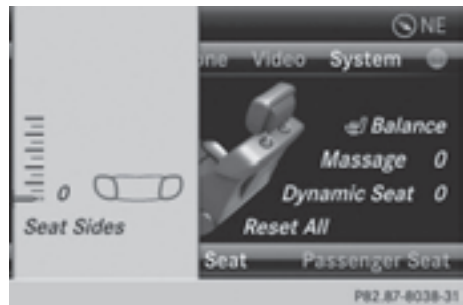 NE
one Video System
Balance
Massage 0
0
Dynamic Seat 0
Seat Sides
Reset All
Seat Passenger Seat
P82.87-8038-31